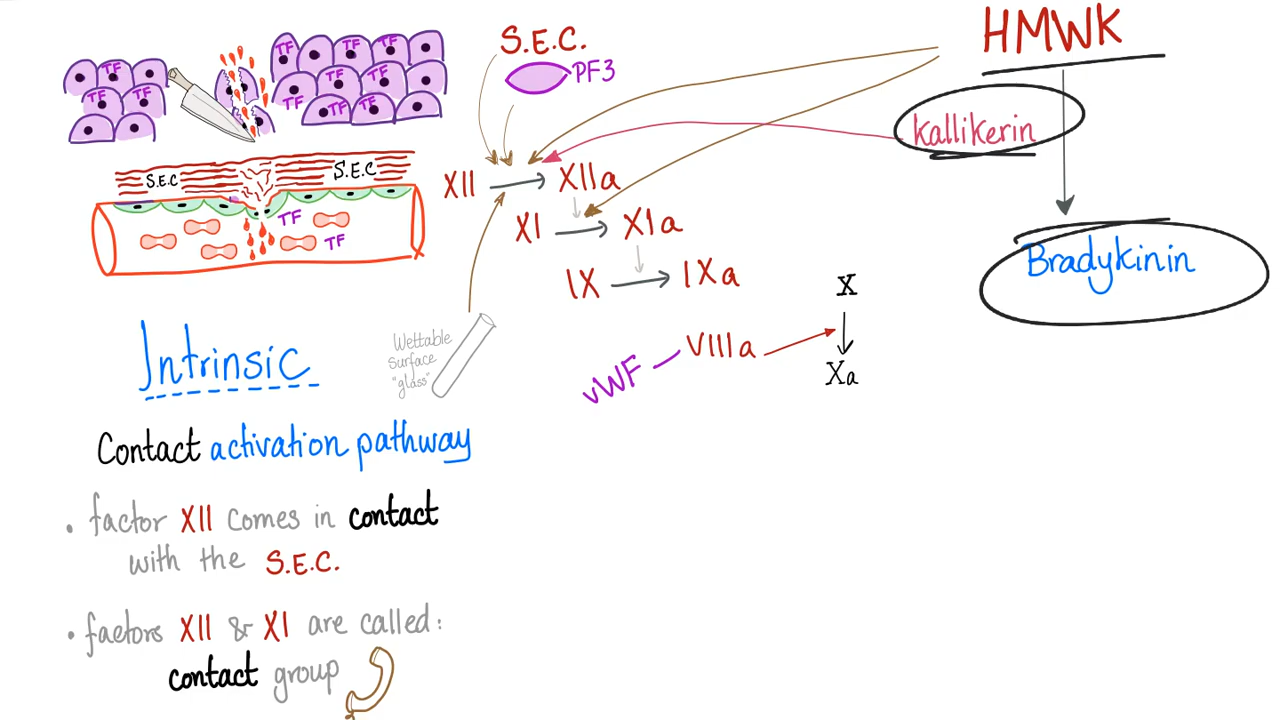 TF TF TF TF
TF TF TF TF TF
TF TF TF
S.E.C S.E.C
TF
TF
S.E.C.
PF3
HMWK
kallikerin
Bradykinin
XII XIIa
XI XIa
IX IXa
X
vWF VIIIa
Xa
Wettable
Surface
"glass"
Intrinsic
Contact activation pathway
• factor XII comes in contact
with the S.E.C.
• factors XII & XI are called:
contact group